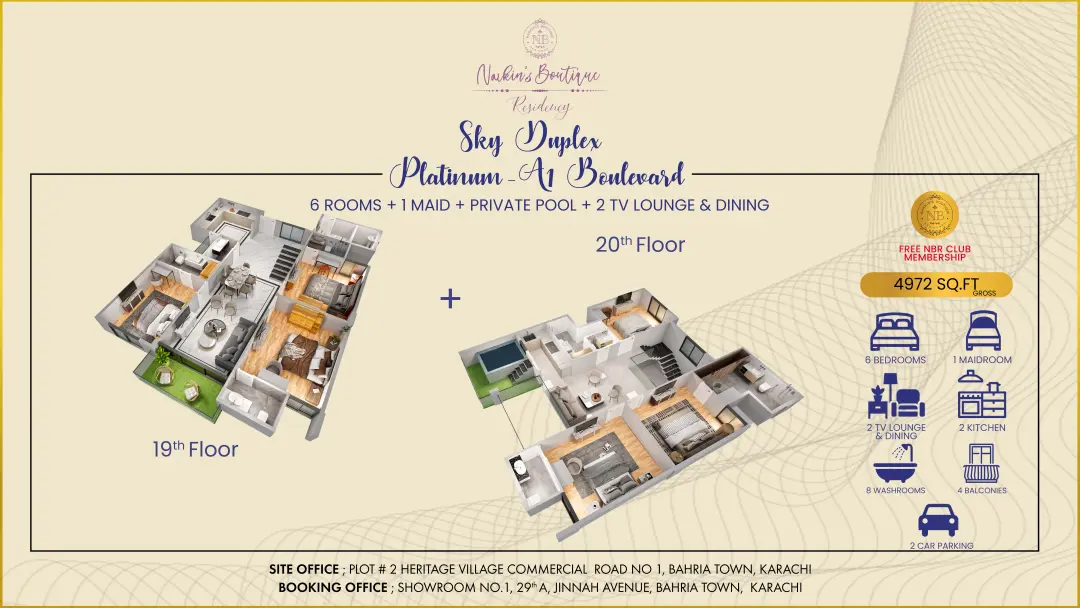 NB
Narkin's Boutique
Residency
Sky Duplex
Platinum - A1 Boulevard
6 ROOMS + 1 MAID + PRIVATE POOL + 2 TV LOUNGE & DINING
20th Floor
+
19th Floor
NB
FREE NBR CLUB
MEMBERSHIP
4972 SQ.FT
GROSS
6 BEDROOMS
1 MAIDROOM
2 TV LOUNGE
& DINING
2 KITCHEN
8 WASHROOMS
4 BALCONIES
2 CAR PARKING
SITE OFFICE ; PLOT # 2 HERITAGE VILLAGE COMMERCIAL ROAD NO 1, BAHRIA TOWN, KARACHI
BOOKING OFFICE ; SHOWROOM NO.1, 29th A, JINNAH AVENUE, BAHRIA TOWN, KARACHI